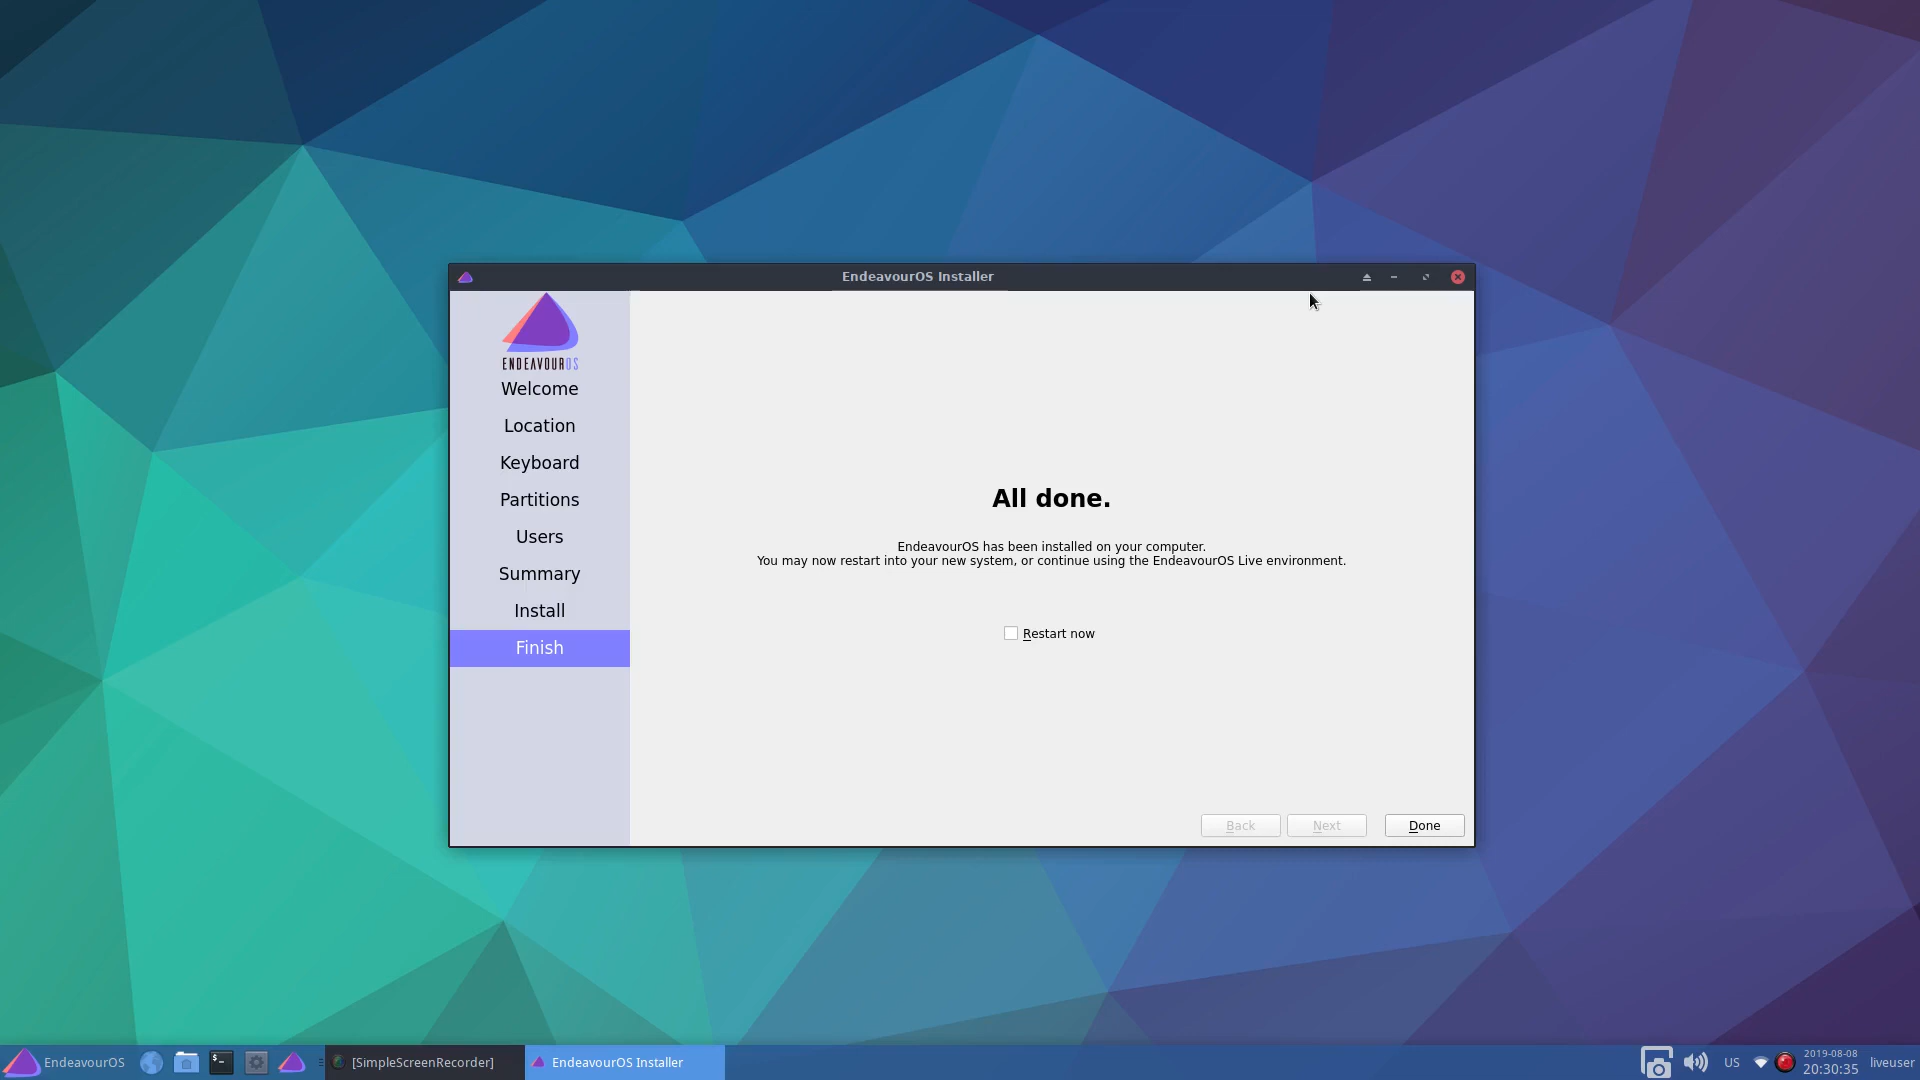 EndeavourOS Installer
ENDEAVOUROS
Welcome
Location
Keyboard
Partitions
Users
Summary
Install
Finish
All done.
EndeavourOS has been installed on your computer.
You may now restart into your new system, or continue using the EndeavourOS Live environment.
Restart now
Back
Next
Done
EndeavourOS
[SimpleScreenRecorder]
EndeavourOS Installer
US
2019-08-08
20:30:35
liveuser